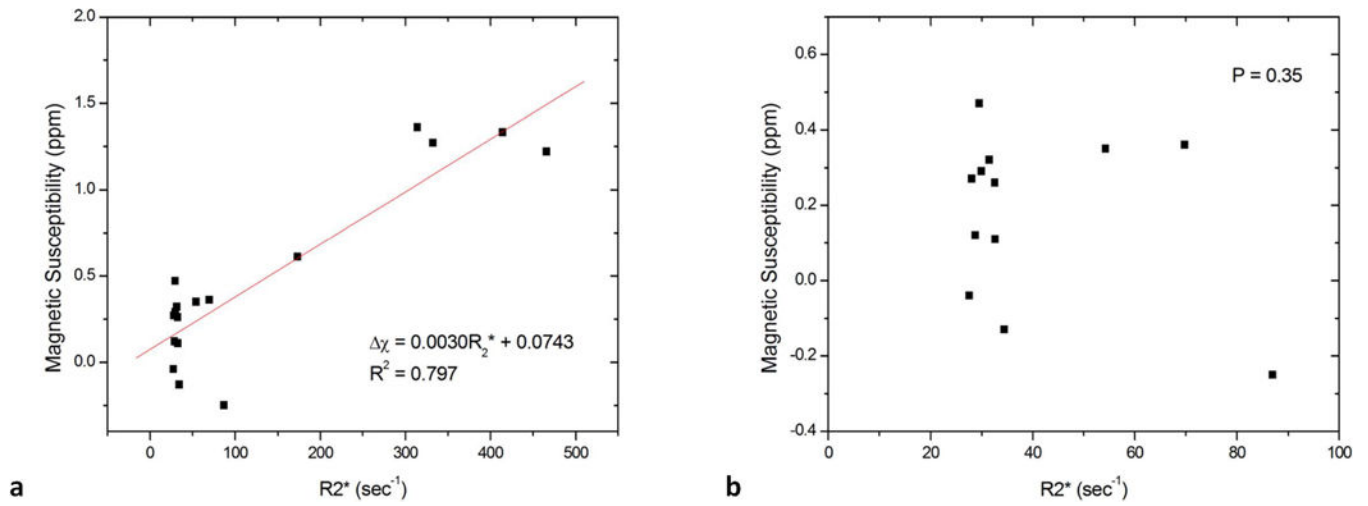 2.0
1.5
1.0
0.5
0.0
Magnetic Susceptibility (ppm)
Δχ = 0.0030R₂* + 0.0743
R² = 0.797
0 100 200 300 400 500
R2* (sec⁻¹)
a
0.6
0.4
0.2
0.0
-0.2
-0.4
Magnetic Susceptibility (ppm)
P = 0.35
0 20 40 60 80 100
R2* (sec⁻¹)
b